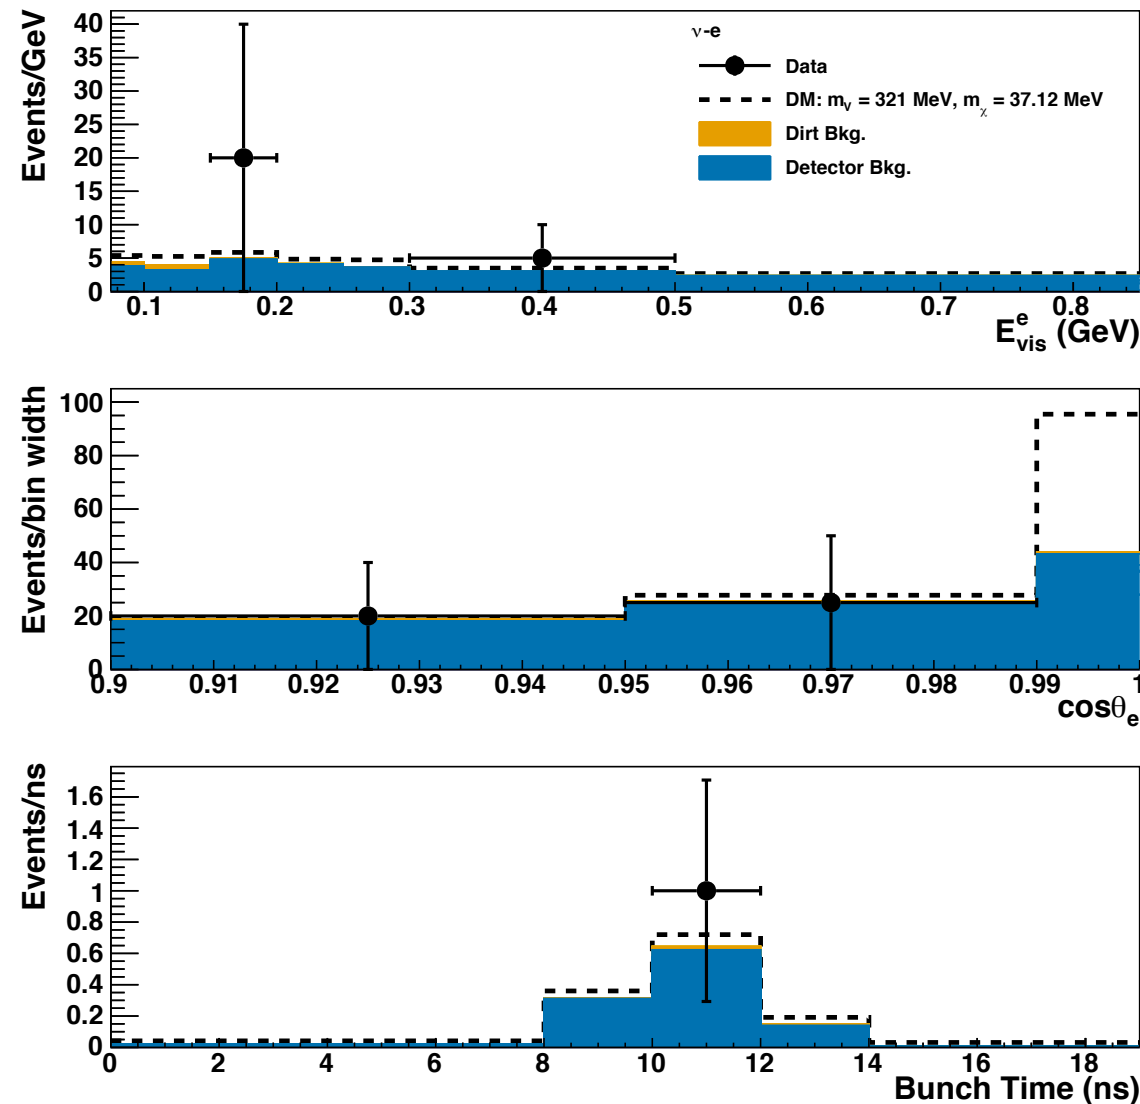 Events/GeV
40
35
30
25
20
15
10
5
0
0.1 0.2 0.3 0.4 0.5 0.6 0.7 0.8
E^e_vis (GeV)
ν-e
Data
DM: m_V = 321 MeV, m_χ = 37.12 MeV
Dirt Bkg.
Detector Bkg.
Events/bin width
100
80
60
40
20
0
0.9 0.91 0.92 0.93 0.94 0.95 0.96 0.97 0.98 0.99 1
cosθ_e
Events/ns
1.6
1.4
1.2
1
0.8
0.6
0.4
0.2
0
0 2 4 6 8 10 12 14 16 18
Bunch Time (ns)